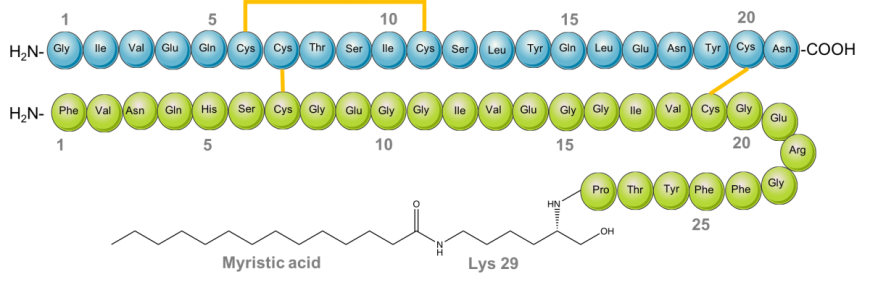 1 5 10 15 20
H₂N- Gly Ile Val Glu Gln Cys Cys Thr Ser Ile Cys Ser Leu Tyr Gln Leu Glu Asn Tyr Cys Asn -COOH
H₂N- Phe Val Asn Gln His Ser Cys Gly Glu Gly Gly Ile Val Glu Gly Gly Ile Val Cys Gly Glu
1 5 10 15 20
Arg
Pro Thr Tyr Phe Phe Gly
25
O HN OH
N
H
Myristic acid Lys 29